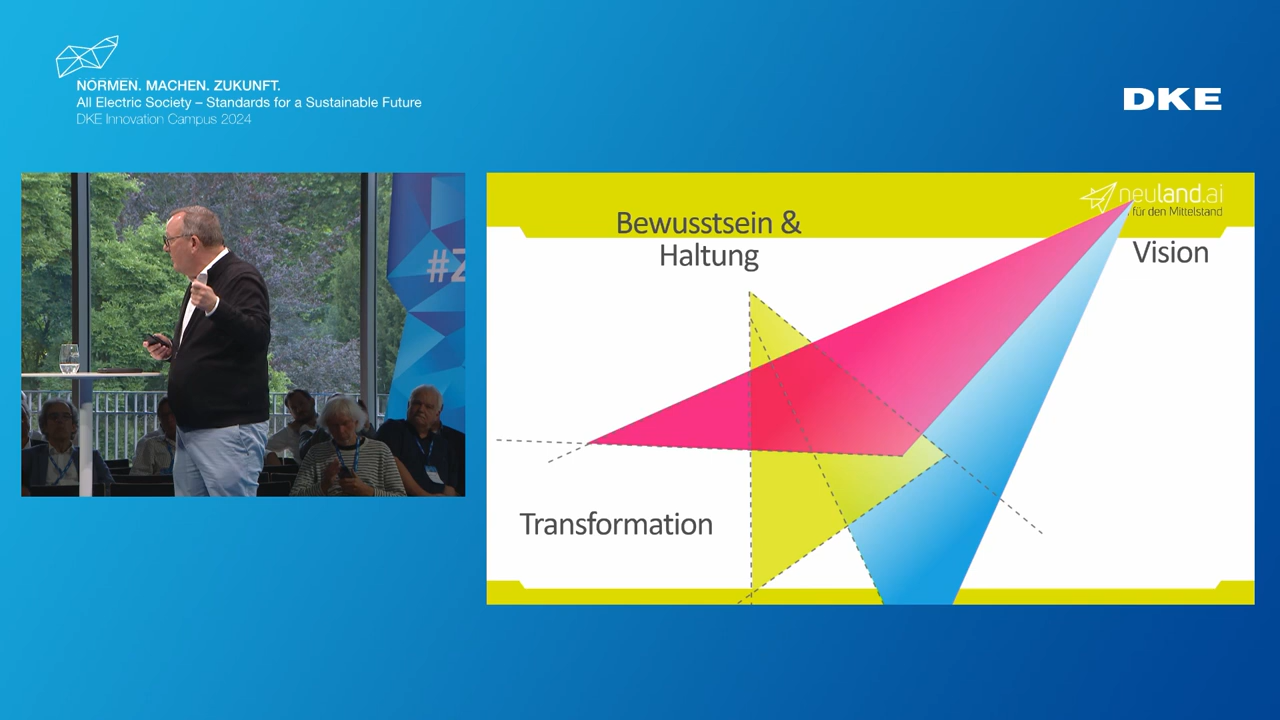 NORMEN. MACHEN. ZUKUNFT.
All Electric Society – Standards for a Sustainable Future
DKE Innovation Campus 2024
DKE
#Z
neuland.ai
für den Mittelstand
Bewusstsein &
Haltung
Vision
Transformation